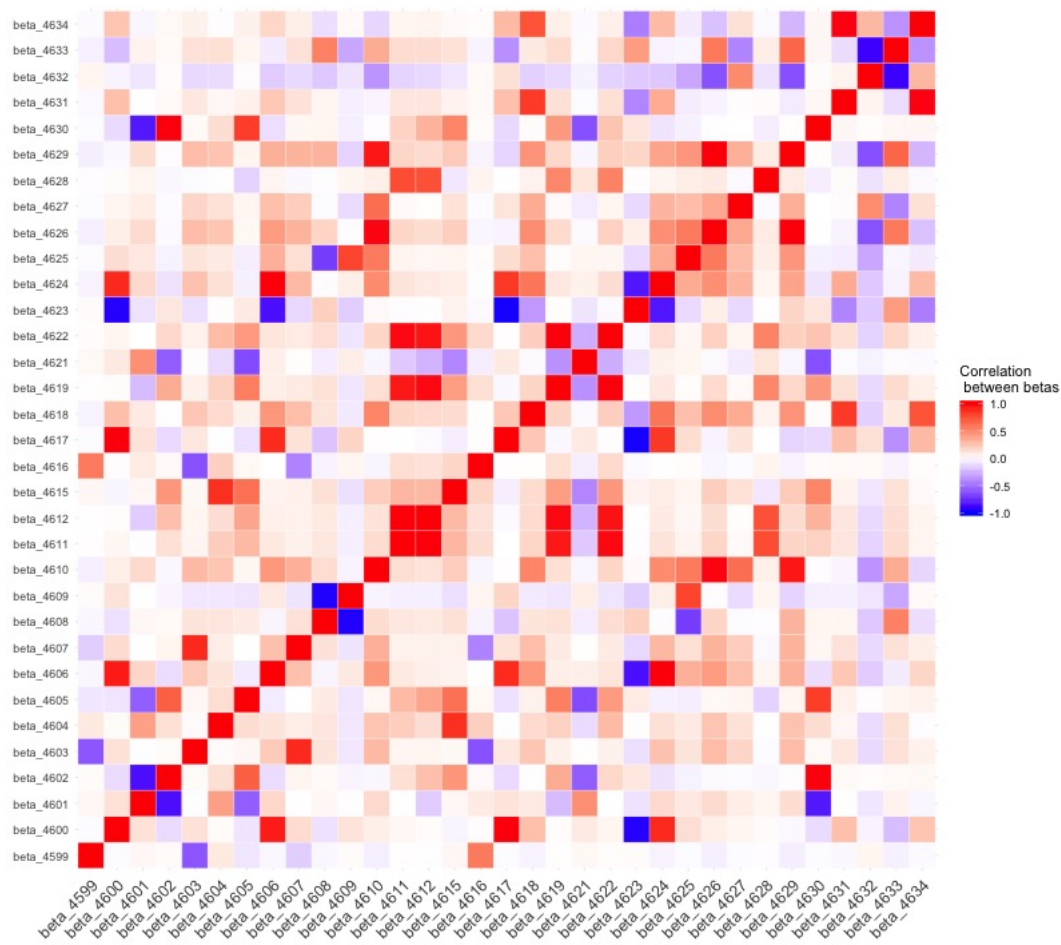 beta_4634
beta_4633
beta_4632
beta_4631
beta_4630
beta_4629
beta_4628
beta_4627
beta_4626
beta_4625
beta_4624
beta_4623
beta_4622
beta_4621
beta_4619
beta_4618
beta_4617
beta_4616
beta_4615
beta_4612
beta_4611
beta_4610
beta_4609
beta_4608
beta_4607
beta_4606
beta_4605
beta_4604
beta_4603
beta_4602
beta_4601
beta_4600
beta_4599
beta_4599
beta_4600
beta_4601
beta_4602
beta_4603
beta_4604
beta_4605
beta_4606
beta_4607
beta_4608
beta_4609
beta_4610
beta_4611
beta_4612
beta_4615
beta_4616
beta_4617
beta_4618
beta_4619
beta_4621
beta_4622
beta_4623
beta_4624
beta_4625
beta_4626
beta_4627
beta_4628
beta_4629
beta_4630
beta_4631
beta_4632
beta_4633
beta_4634
Correlation
between betas
1.0
0.5
0.0
-0.5
-1.0